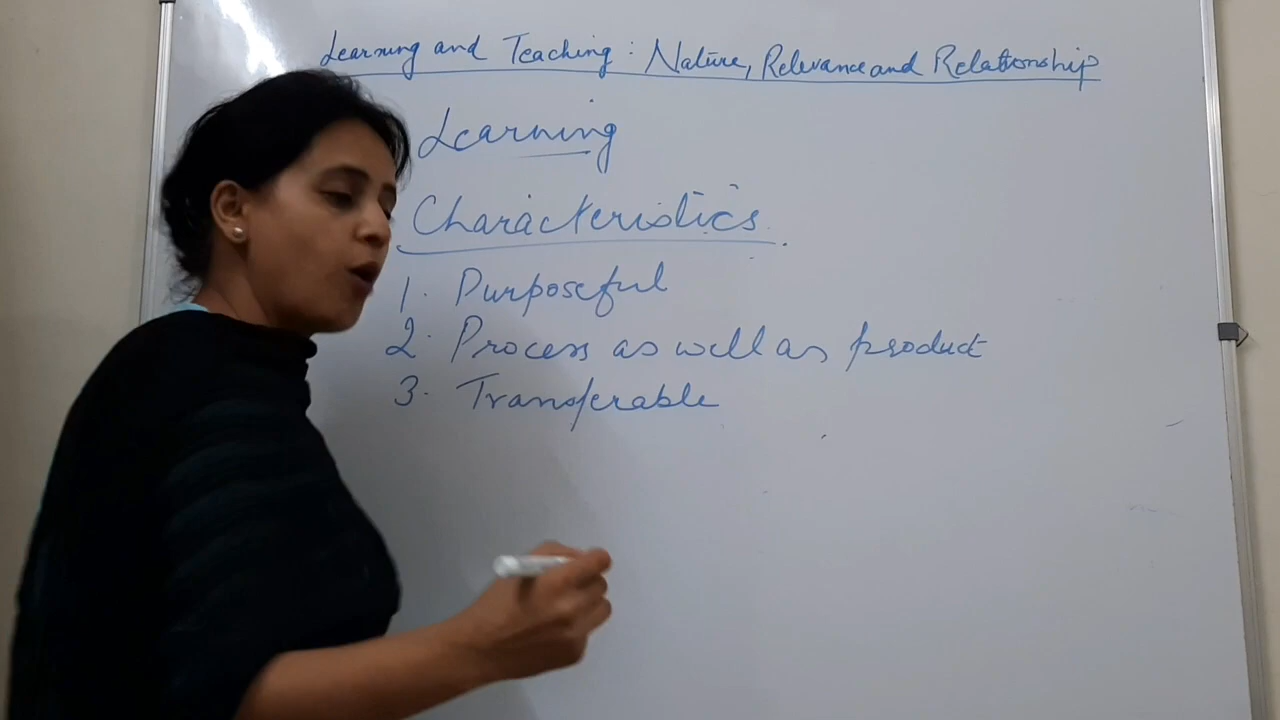 Learning and Teaching : Nature, Relevance and Relationship
Learning
Characteristics
1. Purposeful
2. Process as well as product
3. Transferable